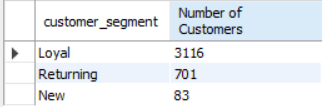 customer_segment Number of
Customers
Loyal 3116
Returning 701
New 83